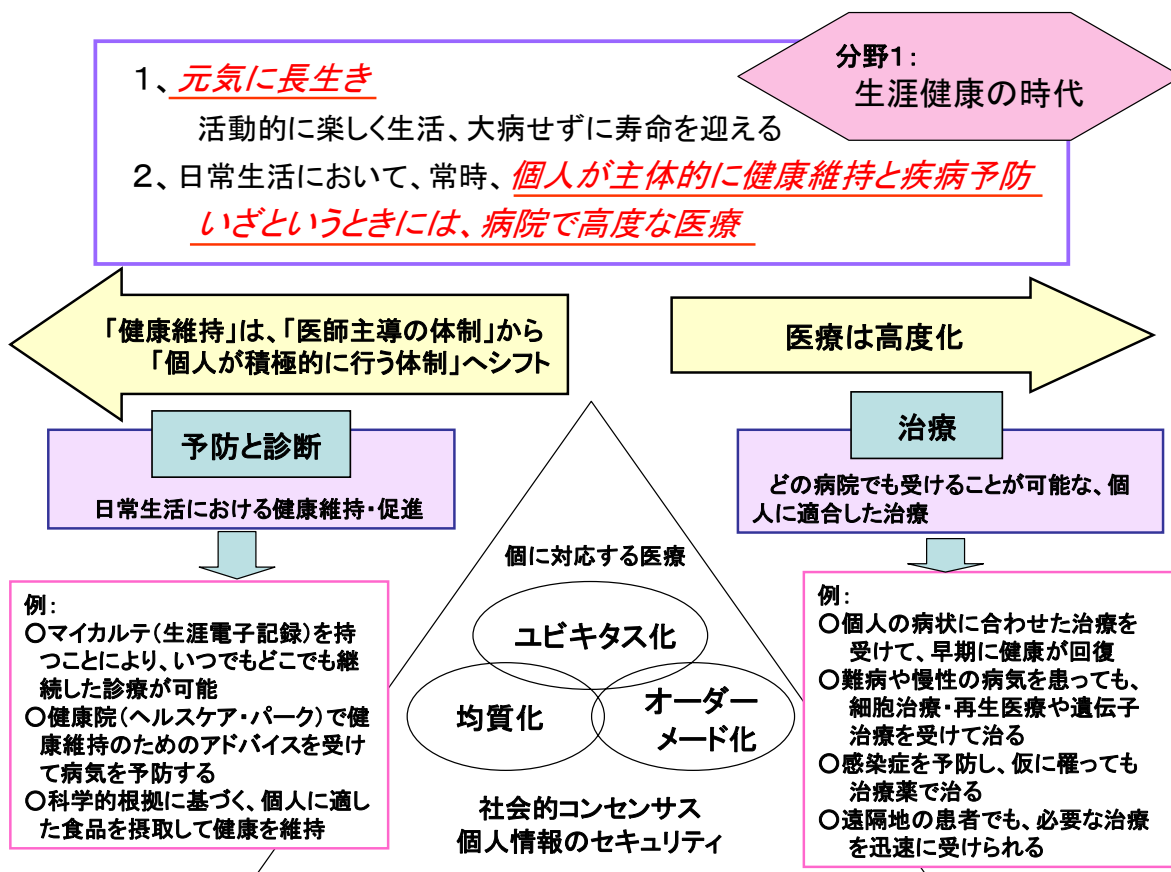 分野1：
生涯健康の時代
1、元気に長生き
活動的に楽しく生活、大病せずに寿命を迎える
2、日常生活において、常時、個人が主体的に健康維持と疾病予防
いざというときには、病院で高度な医療
「健康維持」は、「医師主導の体制」から
「個人が積極的に行う体制」へシフト
医療は高度化
予防と診断
日常生活における健康維持・促進
治療
どの病院でも受けることが可能な、個
人に適合した治療
例：
○マイカルテ（生涯電子記録）を持
つことにより、いつでもどこでも継
続した診療が可能
○健康院（ヘルスケア・パーク）で健
康維持のためのアドバイスを受け
て病気を予防する
○科学的根拠に基づく、個人に適し
た食品を摂取して健康を維持
個に対応する医療
ユビキタス化
均質化
オーダー
メード化
社会的コンセンサス
個人情報のセキュリティ
例：
○個人の病状に合わせた治療を
受けて、早期に健康が回復
○難病や慢性の病気を患っても、
細胞治療・再生医療や遺伝子
治療を受けて治る
○感染症を予防し、仮に罹っても
治療薬で治る
○遠隔地の患者でも、必要な治療
を迅速に受けられる